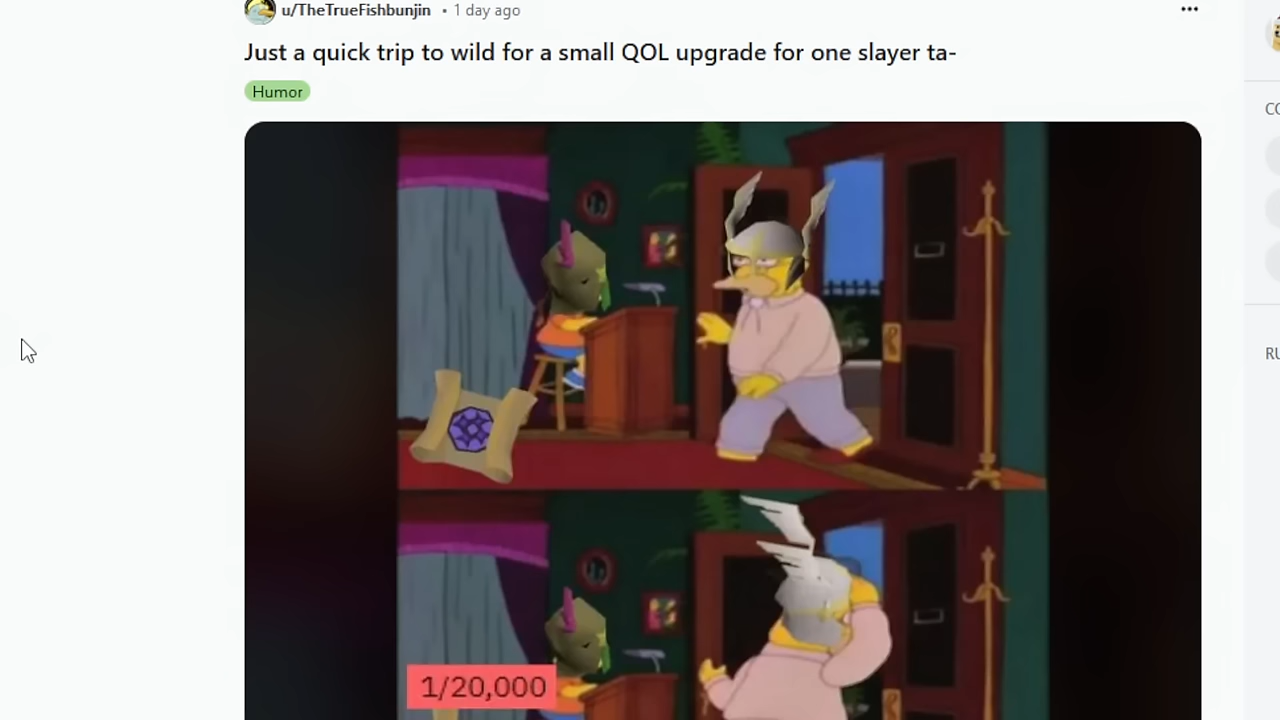 u/TheTrueFishbunjin • 1 day ago
Just a quick trip to wild for a small QOL upgrade for one slayer ta-
Humor
1/20,000